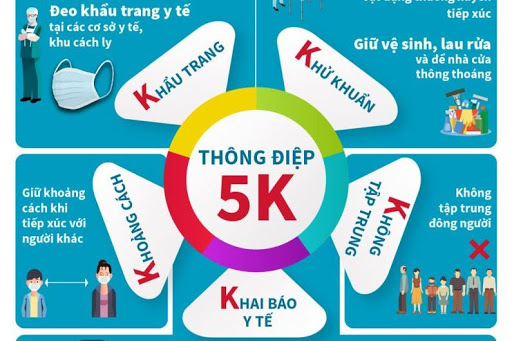 Đeo khẩu trang y tế
tại các cơ sở y tế,
khu cách ly
KHẨU TRANG
tiếp xúc
Giữ vệ sinh, lau rửa
và để nhà cửa
thông thoáng
KHỬ KHUẨN
THÔNG ĐIỆP
5K
Giữ khoảng
cách khi
tiếp xúc với
người khác
KHOẢNG CÁCH
KHÔNG
TẬP TRUNG
Không
tập trung
đông người
KHAI BÁO
Y TẾ